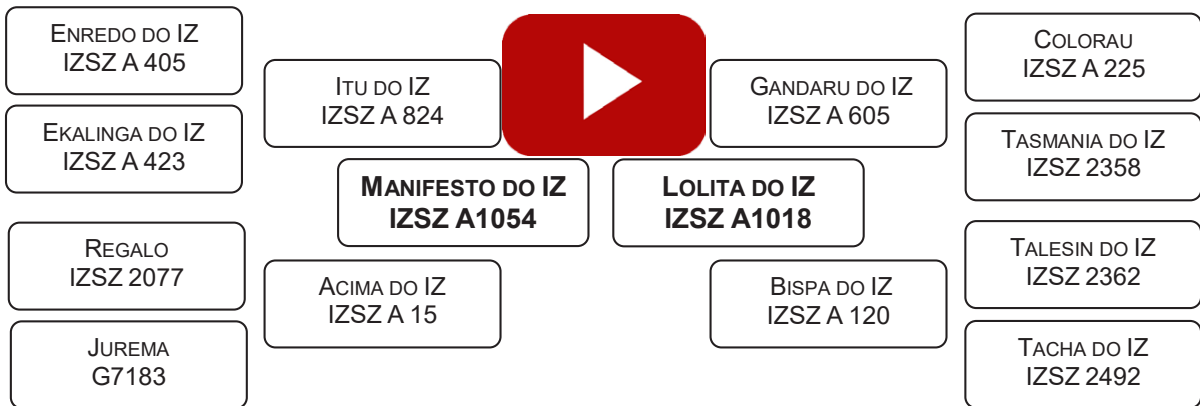 ENREDO DO IZ
IZSZ A 405
EKALINGA DO IZ
IZSZ A 423
REGALO
IZSZ 2077
JUREMA
G7183
ITU DO IZ
IZSZ A 824
ACIMA DO IZ
IZSZ A 15
MANIFESTO DO IZ
IZSZ A1054
LOLITA DO IZ
IZSZ A1018
GANDARU DO IZ
IZSZ A 605
BISPA DO IZ
IZSZ A 120
COLORAU
IZSZ A 225
TASMANIA DO IZ
IZSZ 2358
TALESIN DO IZ
IZSZ 2362
TACHA DO IZ
IZSZ 2492